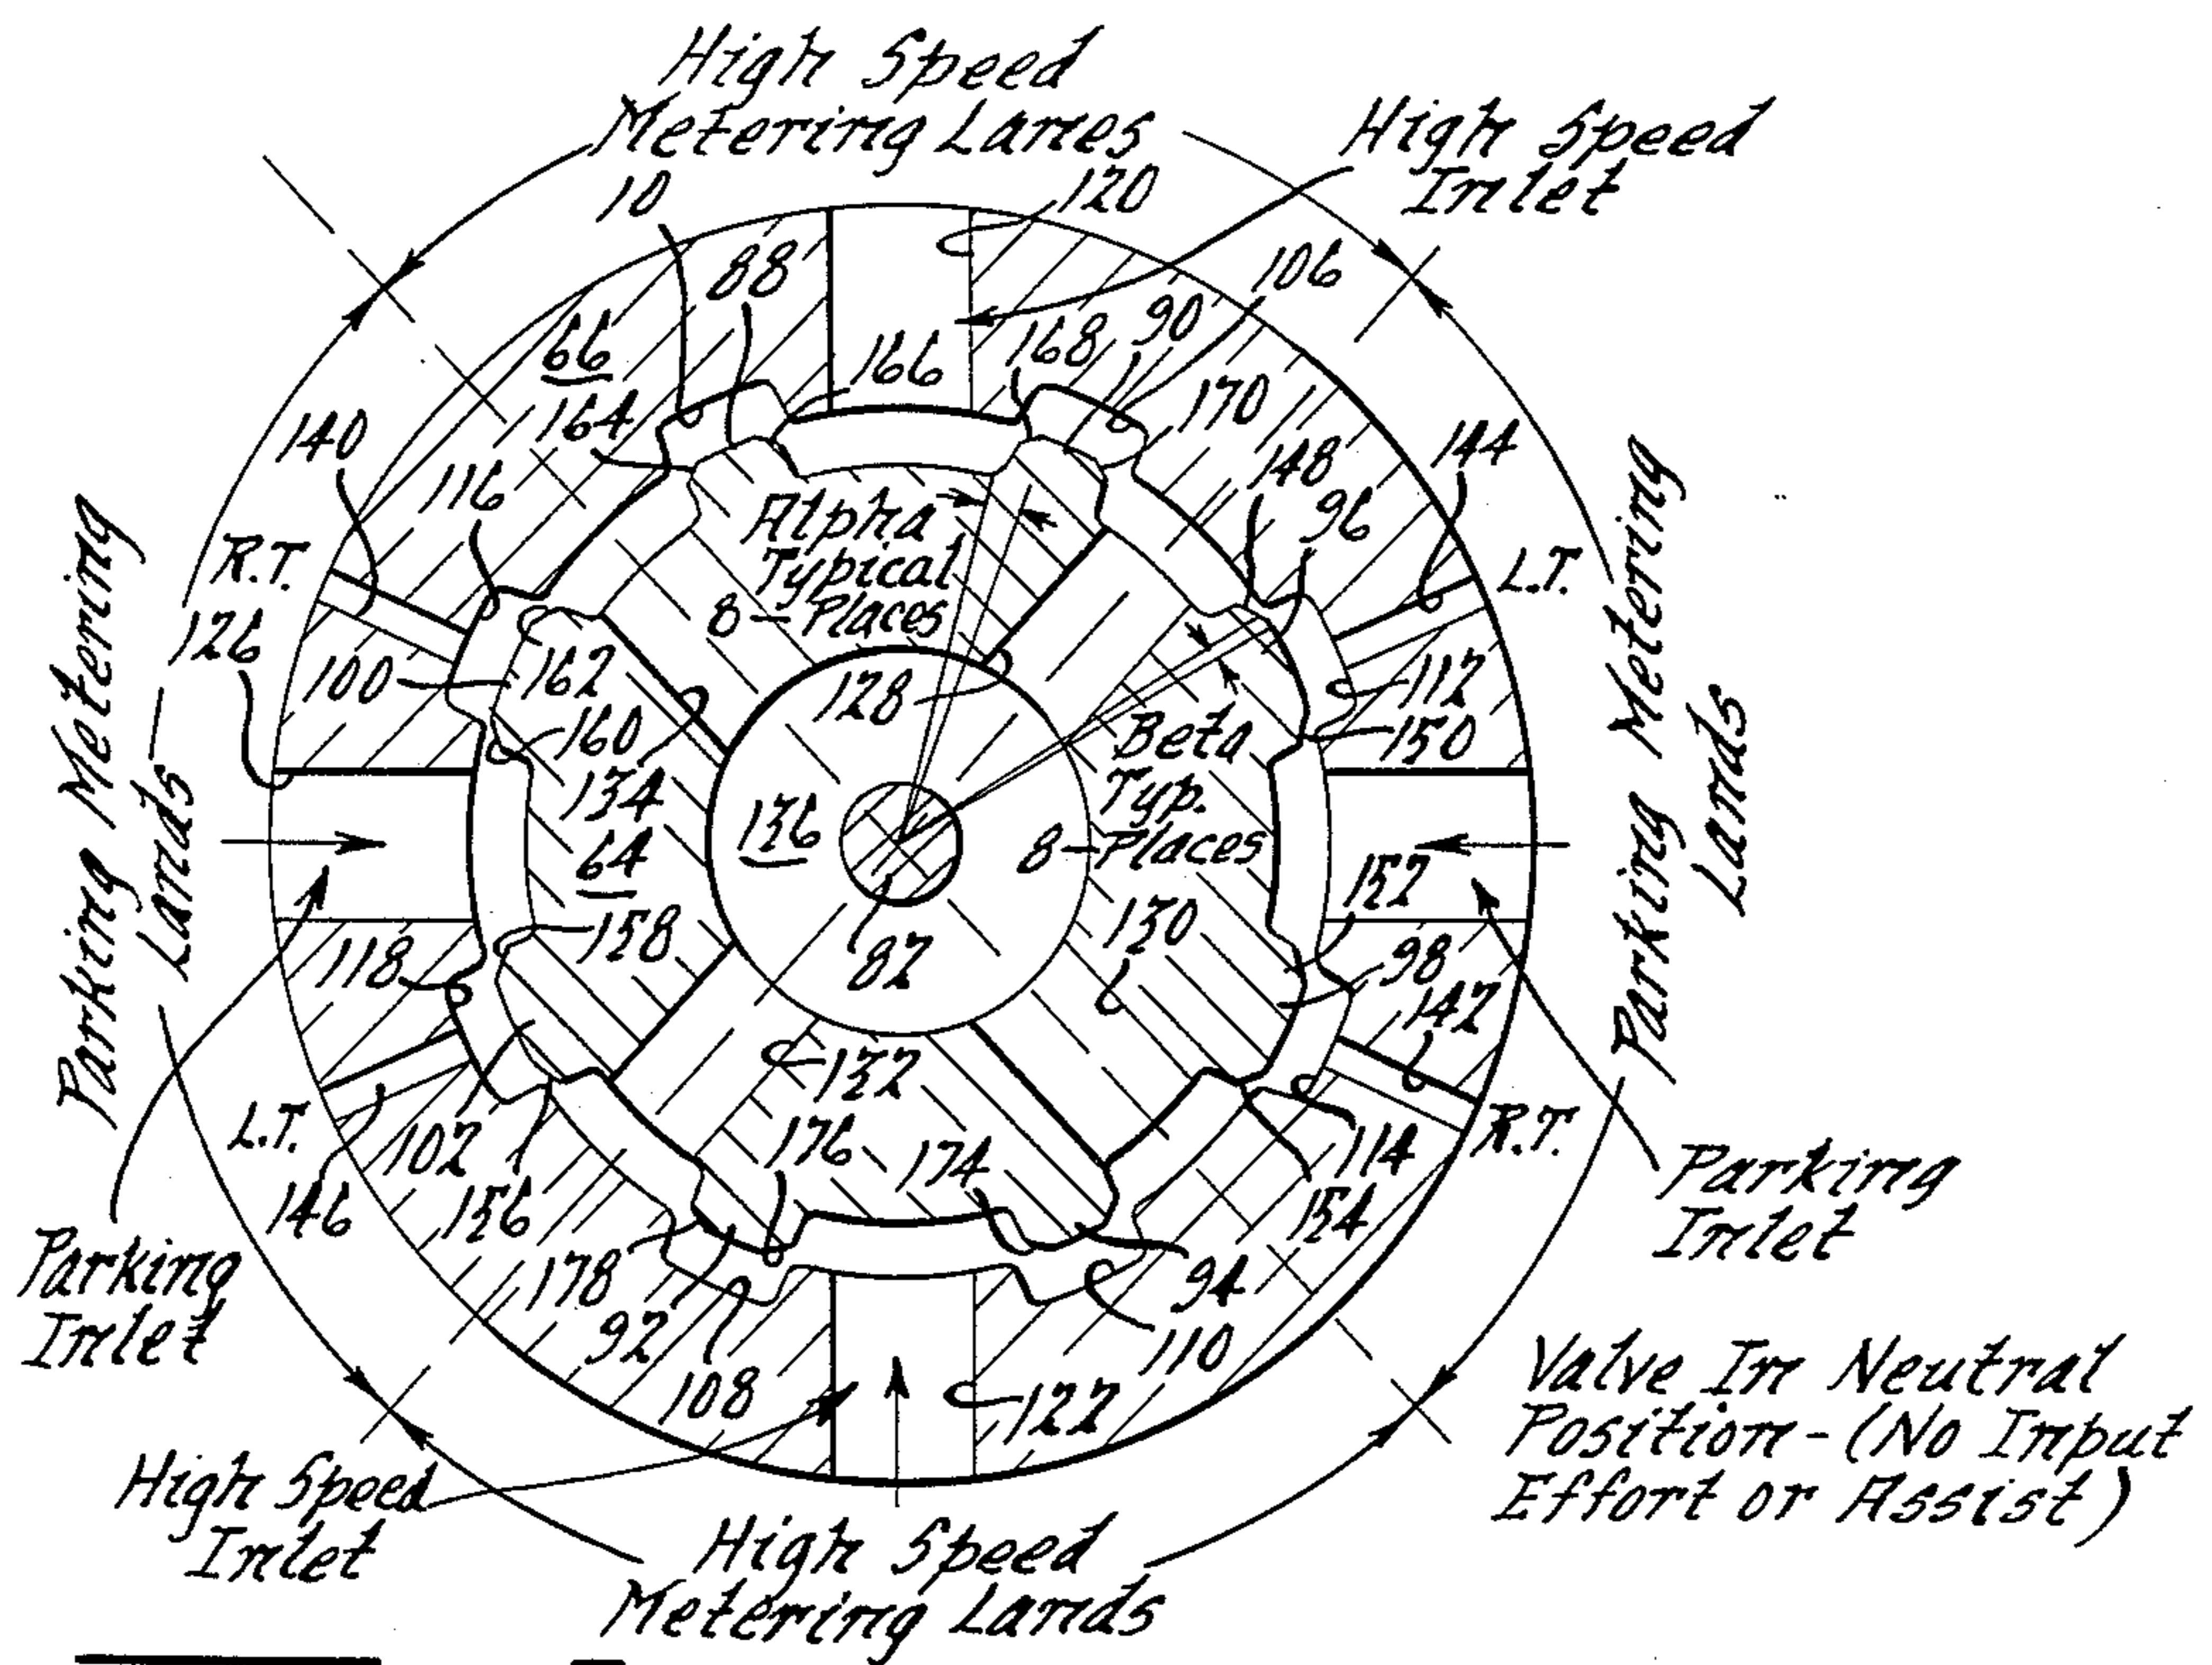 High Speed
Metering Lanes
High Speed
Inlet
10
120
88
106
90
66
166
168
164
170
140
116
148
144
96
Alpha
Typical
8-Places
R.T.
L.T.
126
Parking Metering
Lands
Parking Metering
Lands
100
162
128
112
160
Beta
150
134
Typ.
136
64
8-Places
152
158
130
118
82
98
142
132
L.T.
102
176
174
114
R.T.
146
156
154
Parking
Inlet
Parking
Inlet
178
94
92
110
108
122
Valve In Neutral
Position-(No Input
Effort or Assist)
High Speed
Inlet
High Speed
Metering Lands